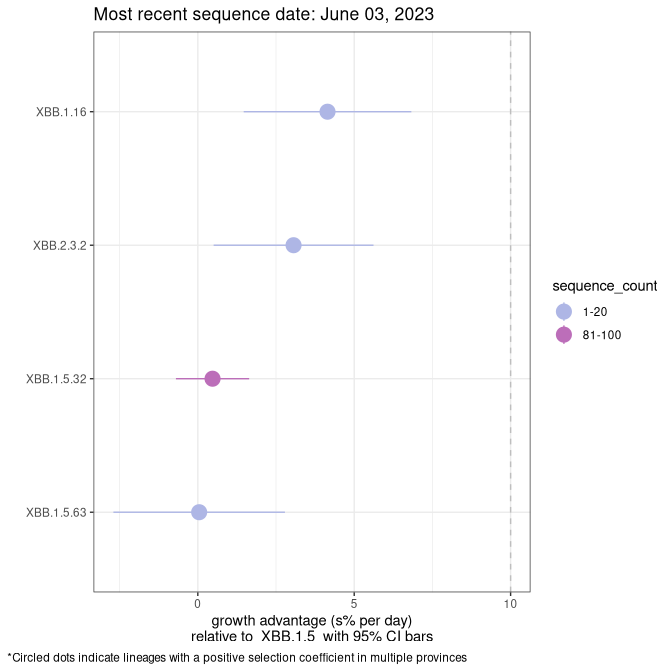 Most recent sequence date: June 03, 2023
XBB.1.16
XBB.2.3.2
XBB.1.5.32
XBB.1.5.63
sequence_count
1-20
81-100
0
5
10
growth advantage (s% per day)
relative to  XBB.1.5  with 95% CI bars
*Circled dots indicate lineages with a positive selection coefficient in multiple provinces